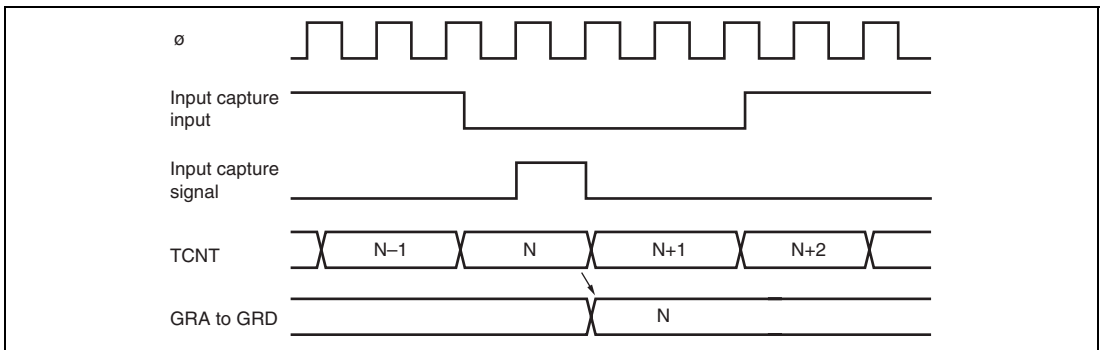 ø
Input capture
input
Input capture
signal
TCNT N–1 N N+1 N+2
GRA to GRD N